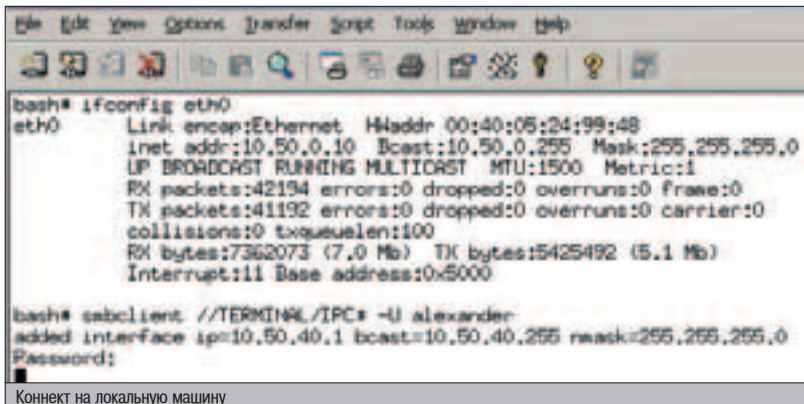 File Edit View Options Transfer Script Tools Window Help
bash# ifconfig eth0
eth0 Link encap:Ethernet HWaddr 00:40:05:24:99:48
inet addr:10.50.0.10 Bcast:10.50.0.255 Mask:255.255.255.0
UP BROADCAST RUNNING MULTICAST MTU:1500 Metric:1
RX packets:42194 errors:0 dropped:0 overruns:0 frame:0
TX packets:41192 errors:0 dropped:0 overruns:0 carrier:0
collisions:0 txqueuelen:100
RX bytes:7362073 (7.0 Mb) TX bytes:5425492 (5.1 Mb)
Interrupt:11 Base address:0x5000
bash# smbclient //TERMINAL/IPC# -U alexander
added interface ip=10.50.40.1 bcast=10.50.40.255 nmask=255.255.255.0
Password:
Коннект на локальную машину